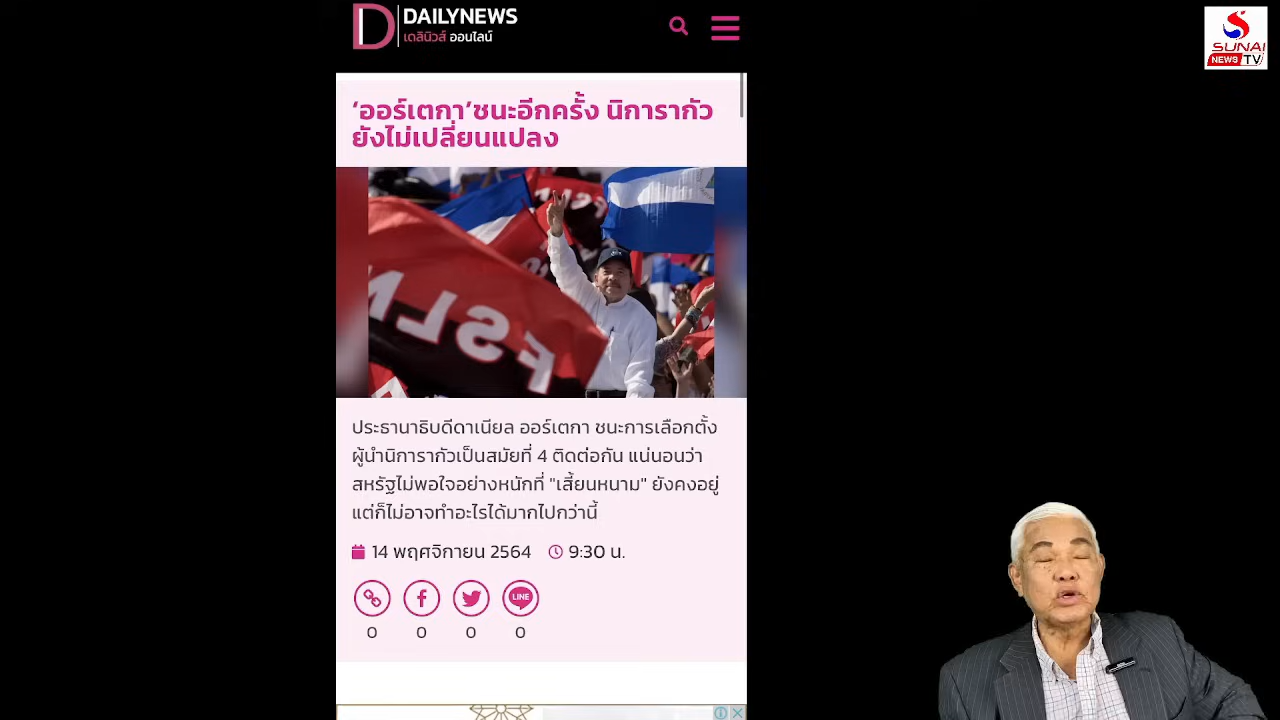 DAILYNEWS
เดลินิวส์ ออนไลน์
SUNAI
NEWS TV
‘ออร์เตกา’ชนะอีกครั้ง นิการากัว
ยังไม่เปลี่ยนแปลง
FSLN
ประธานาธิบดีดาเนียล ออร์เตกา ชนะการเลือกตั้ง
ผู้นำนิการากัวเป็นสมัยที่ 4 ติดต่อกัน แน่นอนว่า
สหรัฐไม่พอใจอย่างหนักที่ "เสี้ยนหนาม" ยังคงอยู่
แต่ก็ไม่อาจทำอะไรได้มากไปกว่านี้
14 พฤศจิกายน 2564 9:30 น.
LINE
0 0 0 0